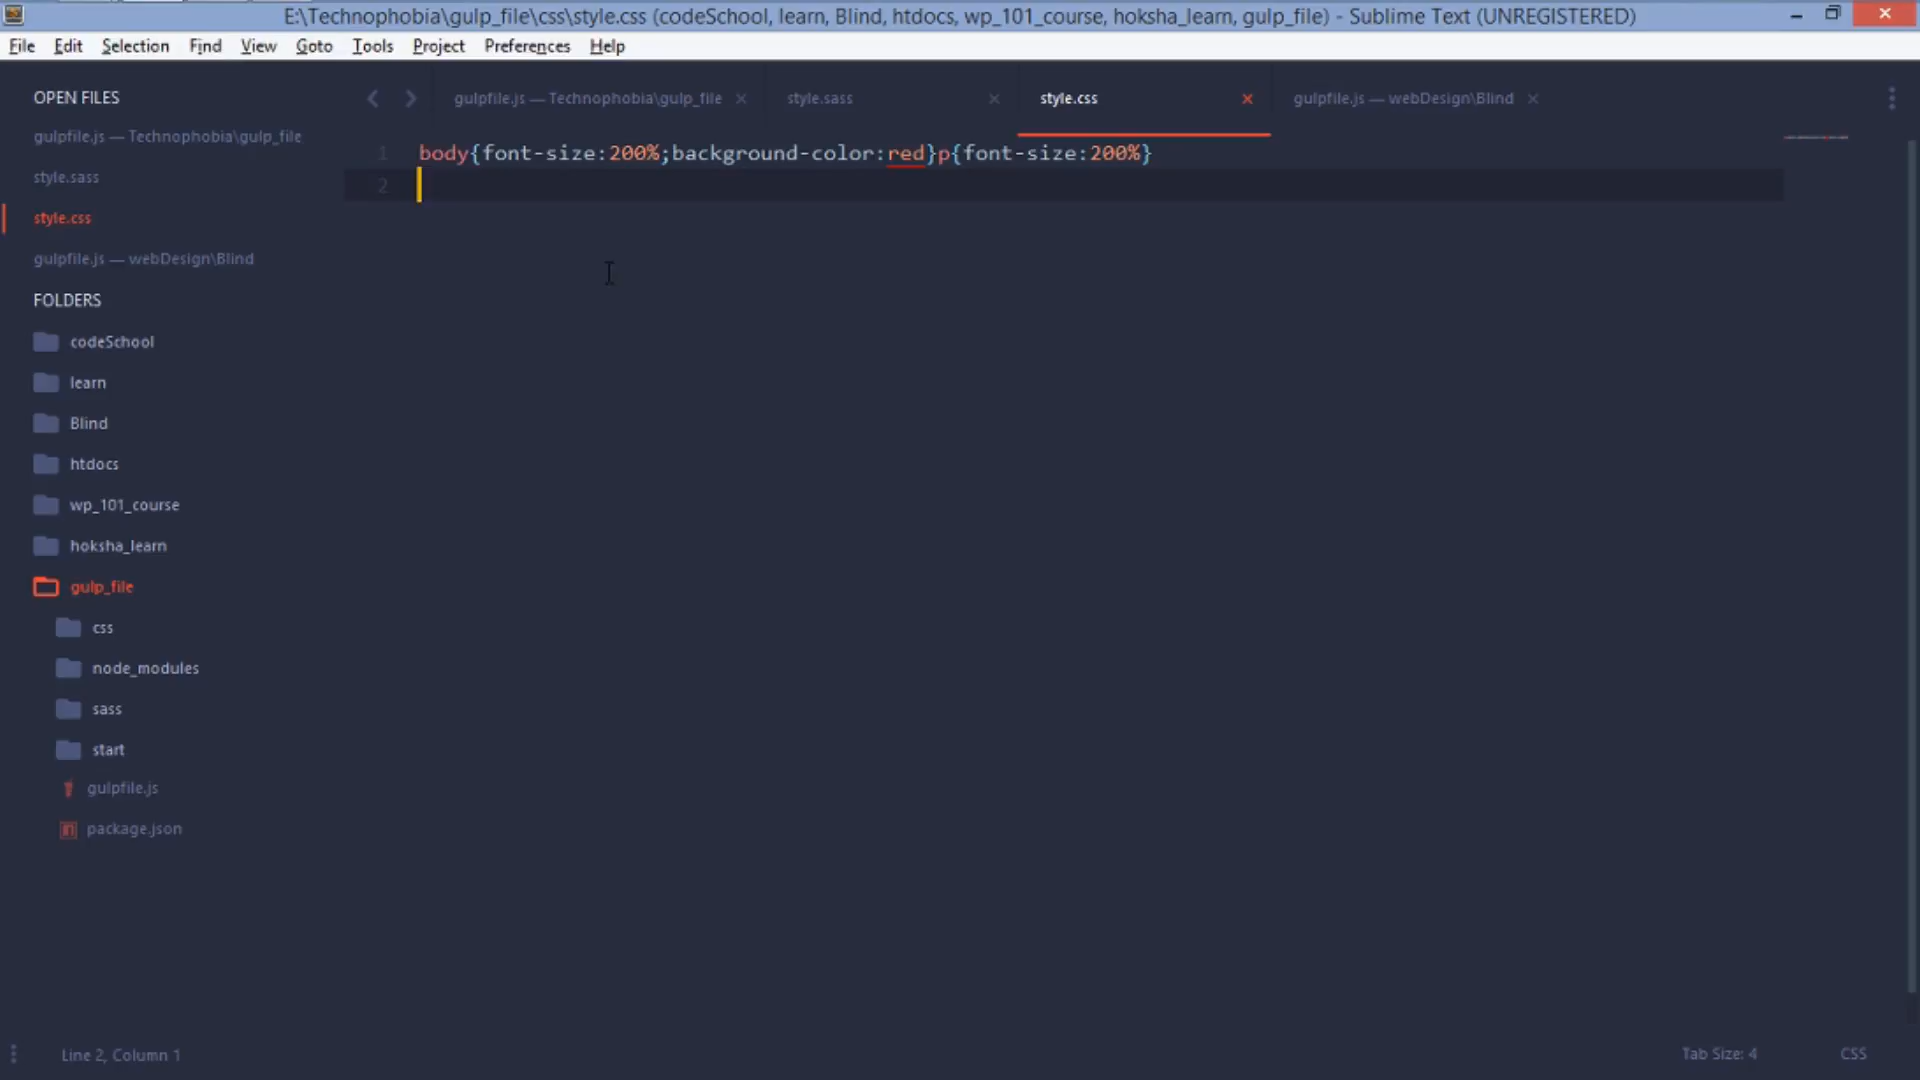 E:\Technophobia\gulp_file\css\style.css (codeSchool, learn, Blind, htdocs, wp_101_course, hoksha_learn, gulp_file) - Sublime Text (UNREGISTERED)
File Edit Selection Find View Goto Tools Project Preferences Help
OPEN FILES
gulpfile.js — Technophobia\gulp_file
style.sass
style.css
gulpfile.js — webDesign\Blind
FOLDERS
codeSchool
learn
Blind
htdocs
wp_101_course
hoksha_learn
gulp_file
css
node_modules
sass
start
gulpfile.js
package.json
gulpfile.js — Technophobia\gulp_file style.sass style.css gulpfile.js — webDesign\Blind
1 body{font-size:200%;background-color:red}p{font-size:200%}
2
Line 2, Column 1 Tab Size: 4 CSS